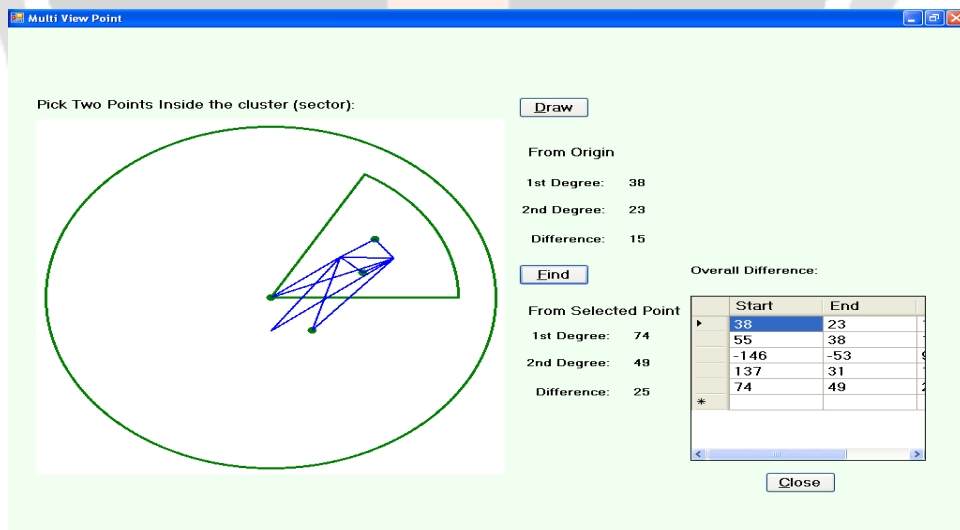 Multi View Point
Pick Two Points Inside the cluster (sector):
Draw
From Origin
1st Degree: 38
2nd Degree: 23
Difference: 15
Find
From Selected Point
1st Degree: 74
2nd Degree: 49
Difference: 25
Overall Difference:
Start End
38 23
55 38
-146 -53
137 31
74 49
*
Close